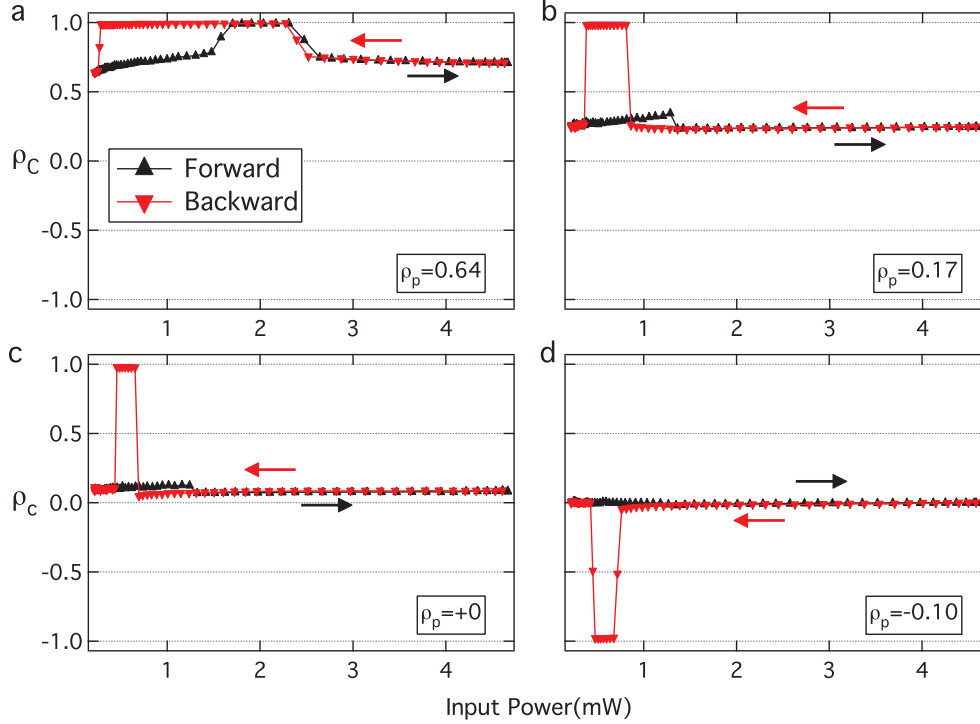 a
1.0
0.5
0.0
-0.5
-1.0
ρC
Forward
Backward
ρp=0.64
1 2 3 4
b
ρp=0.17
1 2 3 4
c
1.0
0.5
0.0
-0.5
-1.0
ρc
ρp=+0
1 2 3 4
d
ρp=-0.10
1 2 3 4
Input Power(mW)